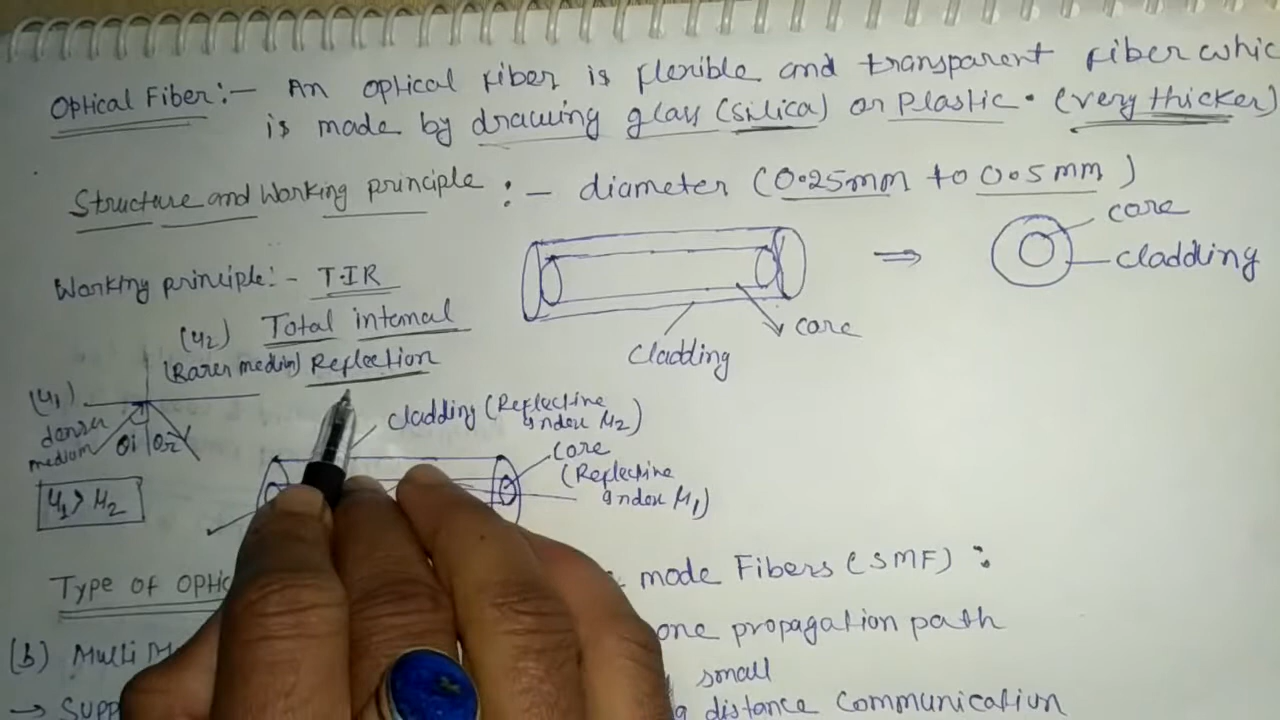 Optical Fiber:- An optical fiber is flexible and transparent fiber whic
is made by drawing glass (silica) or Plastic. (very thicker)
Structure and Working principle :- diameter (0.25mm to 0.5mm)
core
cladding
Working principle:- T.I.R
Total internal
Reflection
(μ2)
(Rarer medium)
core
cladding
(μ1)
denser
medium
θi θr
μ1 > μ2
cladding (Reflective
index μ2)
core
(Reflective
index μ1)
Type of Optic mode Fibers (SMF) :
one propagation path
(b) Multi M
small
→ Supp distance communication